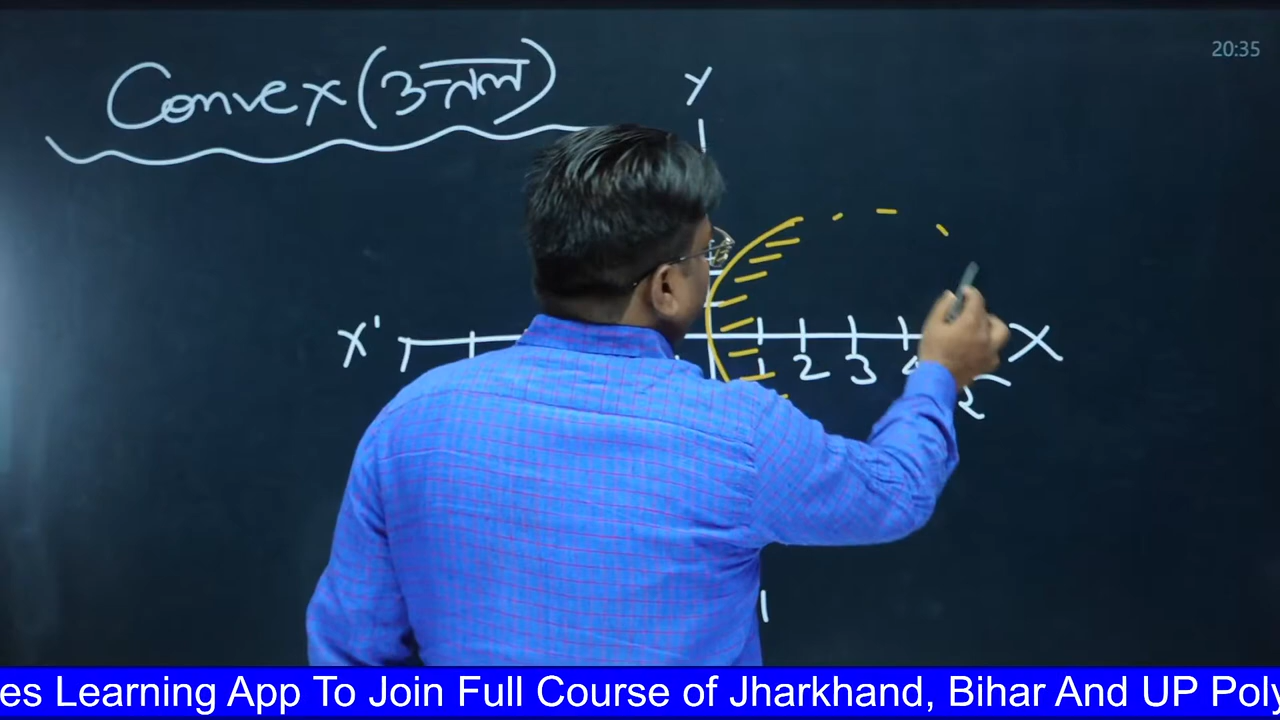 20:35
Convex (उत्तल)
Y
X' 1 2 3 4 5 X
es Learning App To Join Full Course of Jharkhand, Bihar And UP Poly